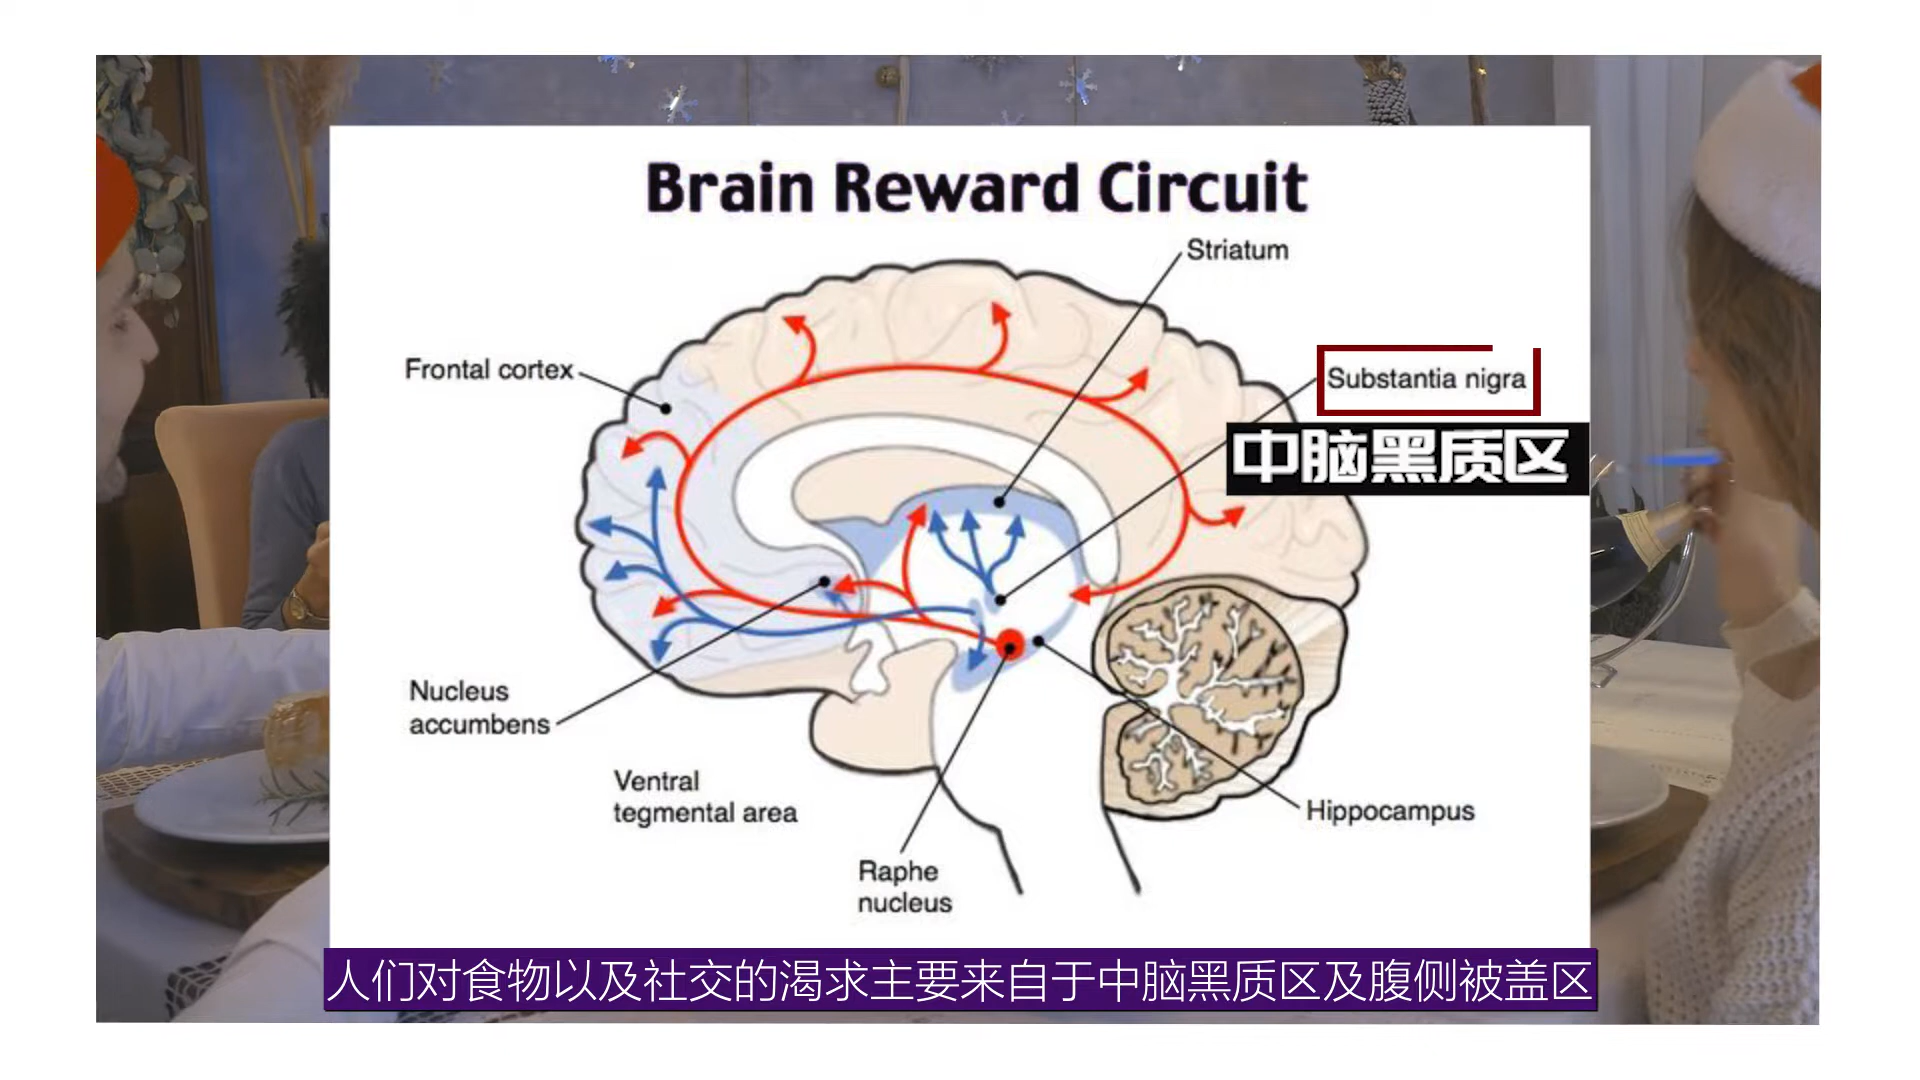 Brain Reward Circuit
Striatum
Frontal cortex
Substantia nigra
中脑黑质区
Nucleus
accumbens
Ventral
tegmental area
Raphe
nucleus
Hippocampus
人们对食物以及社交的渴求主要来自于中脑黑质区及腹侧被盖区